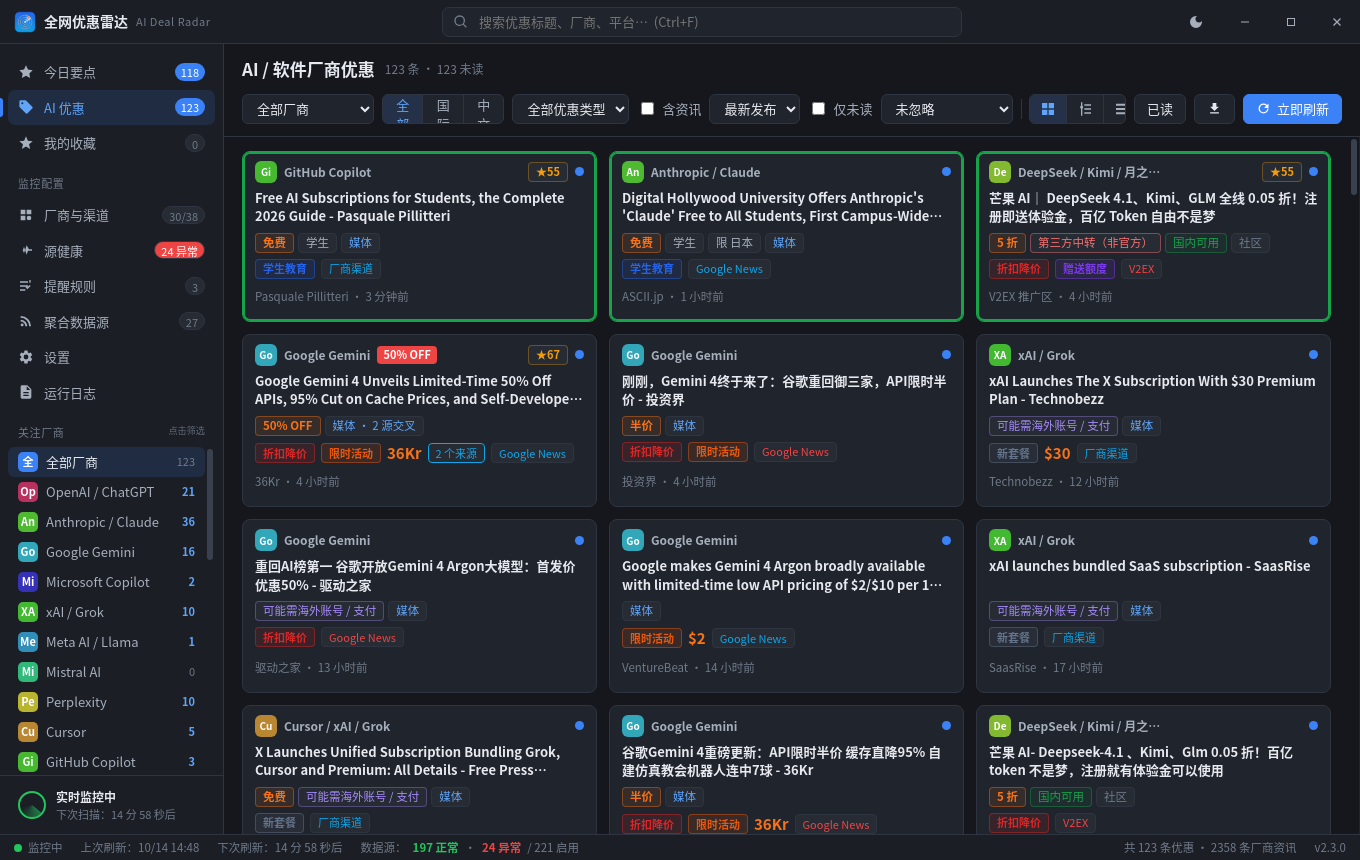 全网优惠雷达 AI Deal Radar
搜索优惠标题、厂商、平台… (Ctrl+F)
今日要点 118
AI 优惠 123
我的收藏 0
监控配置
厂商与渠道 30/38
源健康 24 异常
提醒规则 3
聚合数据源 27
设置
运行日志
关注厂商 点击筛选
全 全部厂商 123
Op OpenAI / ChatGPT 21
An Anthropic / Claude 36
Go Google Gemini 16
Mi Microsoft Copilot 2
XA xAI / Grok 10
Me Meta AI / Llama 1
Mi Mistral AI 0
Pe Perplexity 10
Cu Cursor 5
Gi GitHub Copilot 3
实时监控中
下次扫描：14 分 58 秒后
AI / 软件厂商优惠 123 条 · 123 未读
全部厂商 全部 国际 中文 全部优惠类型 含资讯 最新发布 仅未读 未忽略 已读 立即刷新
Gi GitHub Copilot ★55
Free AI Subscriptions for Students, the Complete
2026 Guide - Pasquale Pillitteri
免费 学生 媒体
学生教育 厂商渠道
Pasquale Pillitteri · 3 分钟前
An Anthropic / Claude
Digital Hollywood University Offers Anthropic's
'Claude' Free to All Students, First Campus-Wide…
免费 学生 限 日本 媒体
学生教育 Google News
ASCII.jp · 1 小时前
De DeepSeek / Kimi / 月之… ★55
芒果 AI｜ DeepSeek 4.1、Kimi、GLM 全线 0.05 折！注
册即送体验金，百亿 Token 自由不是梦
5 折 第三方中转（非官方） 国内可用 社区
折扣降价 赠送额度 V2EX
V2EX 推广区 · 4 小时前
Go Google Gemini 50% OFF ★67
Google Gemini 4 Unveils Limited-Time 50% Off
APIs, 95% Cut on Cache Prices, and Self-Develope…
50% OFF 媒体 · 2 源交叉
折扣降价 限时活动 36Kr 2 个来源 Google News
36Kr · 4 小时前
Go Google Gemini
刚刚，Gemini 4终于来了：谷歌重回御三家，API限时半
价 - 投资界
半价 媒体
折扣降价 限时活动 Google News
投资界 · 4 小时前
XA xAI / Grok
xAI Launches The X Subscription With $30 Premium
Plan - Technobezz
可能需海外账号 / 支付 媒体
新套餐 $30 厂商渠道
Technobezz · 12 小时前
Go Google Gemini
重回AI榜第一 谷歌开放Gemini 4 Argon大模型：首发价
优惠50% - 驱动之家
可能需海外账号 / 支付 媒体
折扣降价 Google News
驱动之家 · 13 小时前
Go Google Gemini
Google makes Gemini 4 Argon broadly available
with limited-time low API pricing of $2/$10 per 1…
媒体
限时活动 $2 Google News
VentureBeat · 14 小时前
XA xAI / Grok
xAI launches bundled SaaS subscription - SaasRise
可能需海外账号 / 支付 媒体
新套餐 厂商渠道
SaasRise · 17 小时前
Cu Cursor / xAI / Grok
X Launches Unified Subscription Bundling Grok,
Cursor and Premium: All Details - Free Press…
免费 可能需海外账号 / 支付 媒体
新套餐 厂商渠道
Go Google Gemini
谷歌Gemini 4重磅更新：API限时半价 缓存直降95% 自
建仿真教会机器人连中7球 - 36Kr
半价 媒体
折扣降价 限时活动 36Kr Google News
De DeepSeek / Kimi / 月之…
芒果 AI- Deepseek-4.1 、Kimi、Glm 0.05 折！百亿
token 不是梦，注册就有体验金可以使用
5 折 国内可用 社区
折扣降价 V2EX
监控中 上次刷新：10/14 14:48 下次刷新：14 分 58 秒后 数据源： 197 正常 · 24 异常 / 221 启用 共 123 条优惠 · 2358 条厂商资讯 v2.3.0